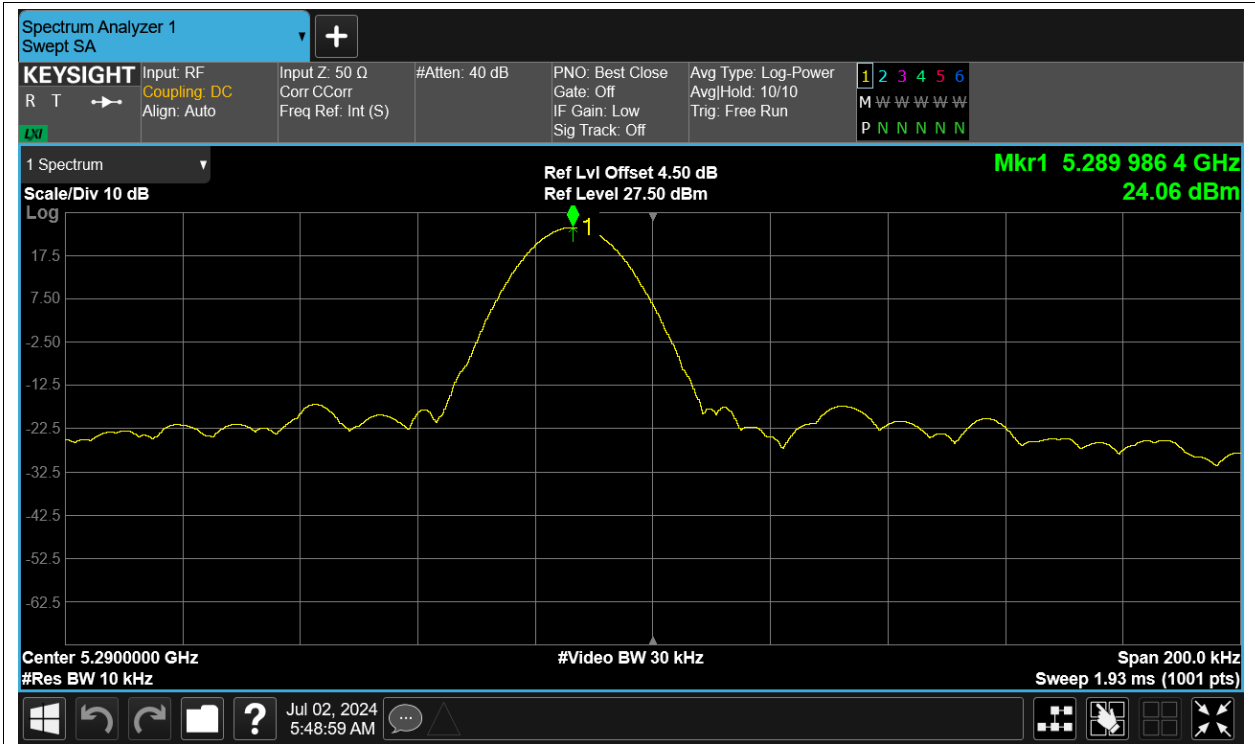 Spectrum Analyzer 1
Swept SA
KEYSIGHT
R T
LXI
Input: RF
Coupling: DC
Align: Auto
Input Z: 50 Ω
Corr CCorr
Freq Ref: Int (S)
#Atten: 40 dB
PNO: Best Close
Gate: Off
IF Gain: Low
Sig Track: Off
Avg Type: Log-Power
Avg|Hold: 10/10
Trig: Free Run
1 2 3 4 5 6
M W W W W W
P N N N N N
1 Spectrum
Scale/Div 10 dB
Log
Ref Lvl Offset 4.50 dB
Ref Level 27.50 dBm
Mkr1 5.289 986 4 GHz
24.06 dBm
1
17.5
7.50
-2.50
-12.5
-22.5
-32.5
-42.5
-52.5
-62.5
Center 5.2900000 GHz
#Res BW 10 kHz
#Video BW 30 kHz
Span 200.0 kHz
Sweep 1.93 ms (1001 pts)
?
Jul 02, 2024
5:48:59 AM